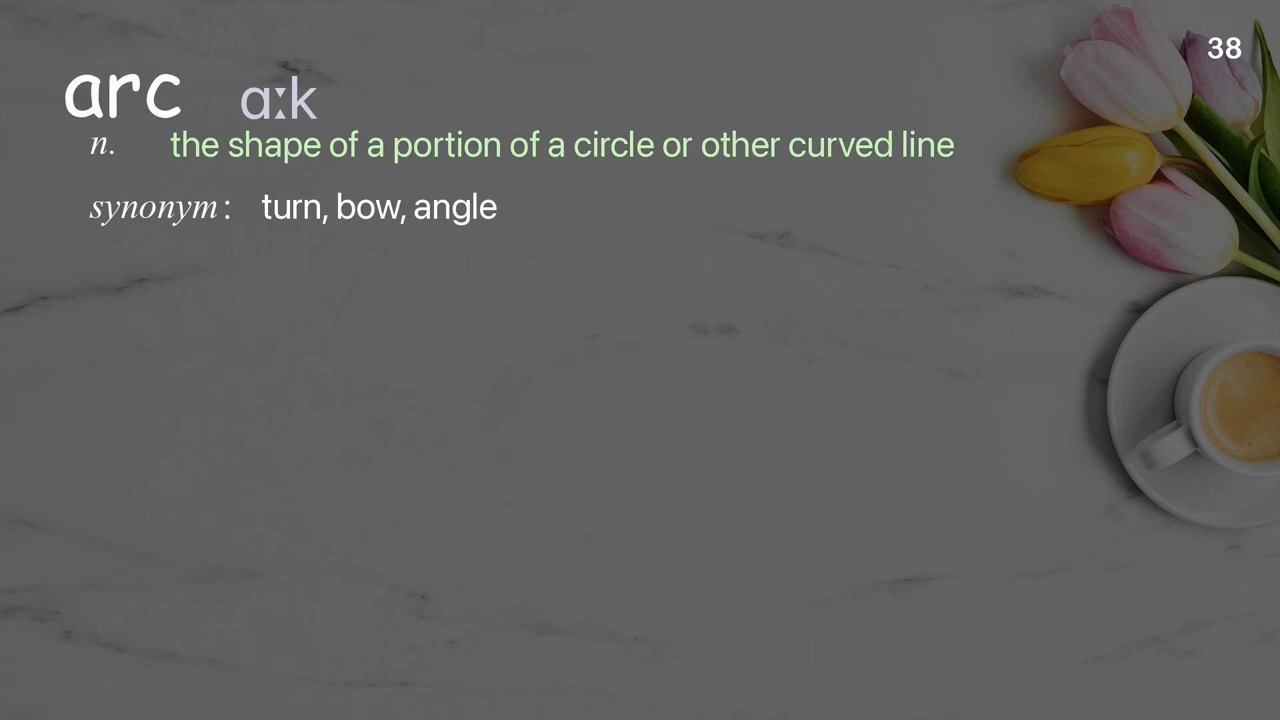 38
arc ɑːk
n. the shape of a portion of a circle or other curved line
synonym: turn, bow, angle